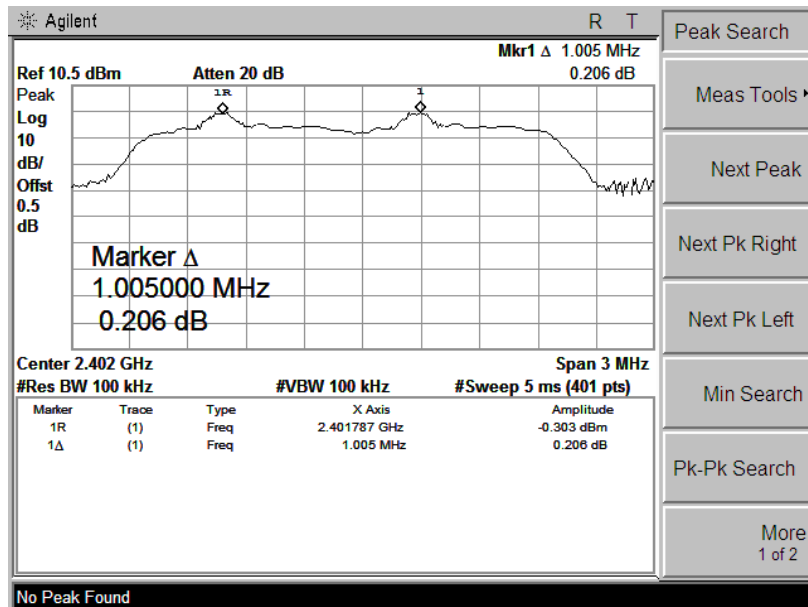 Agilent R T
Mkr1 Δ 1.005 MHz
Ref 10.5 dBm Atten 20 dB 0.206 dB
Peak
Log
10
dB/
Offst
0.5
dB
1R 1
Marker Δ
1.005000 MHz
0.206 dB
Center 2.402 GHz Span 3 MHz
#Res BW 100 kHz #VBW 100 kHz #Sweep 5 ms (401 pts)
Marker Trace Type X Axis Amplitude
1R (1) Freq 2.401787 GHz -0.303 dBm
1Δ (1) Freq 1.005 MHz 0.206 dB
No Peak Found
Peak Search
Meas Tools
Next Peak
Next Pk Right
Next Pk Left
Min Search
Pk-Pk Search
More
1 of 2